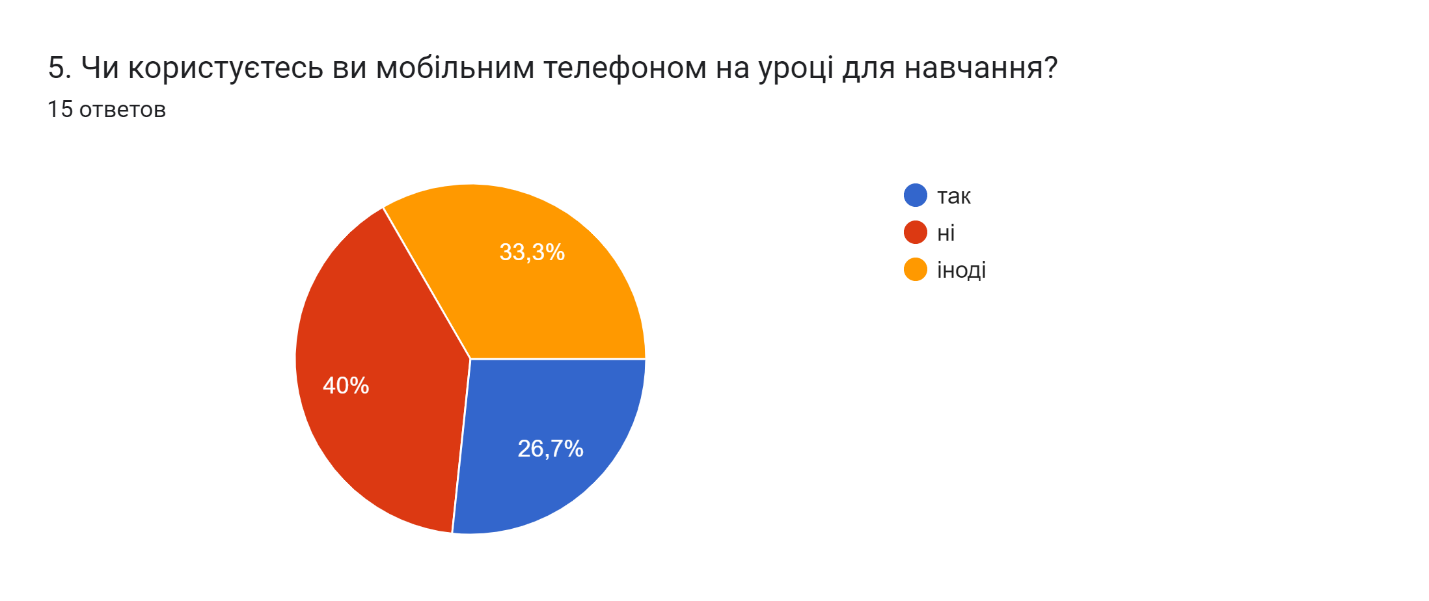 5. Чи користуєтесь ви мобільним телефоном на уроці для навчання?
15 ответов
33,3%
40%
26,7%
так
ні
іноді